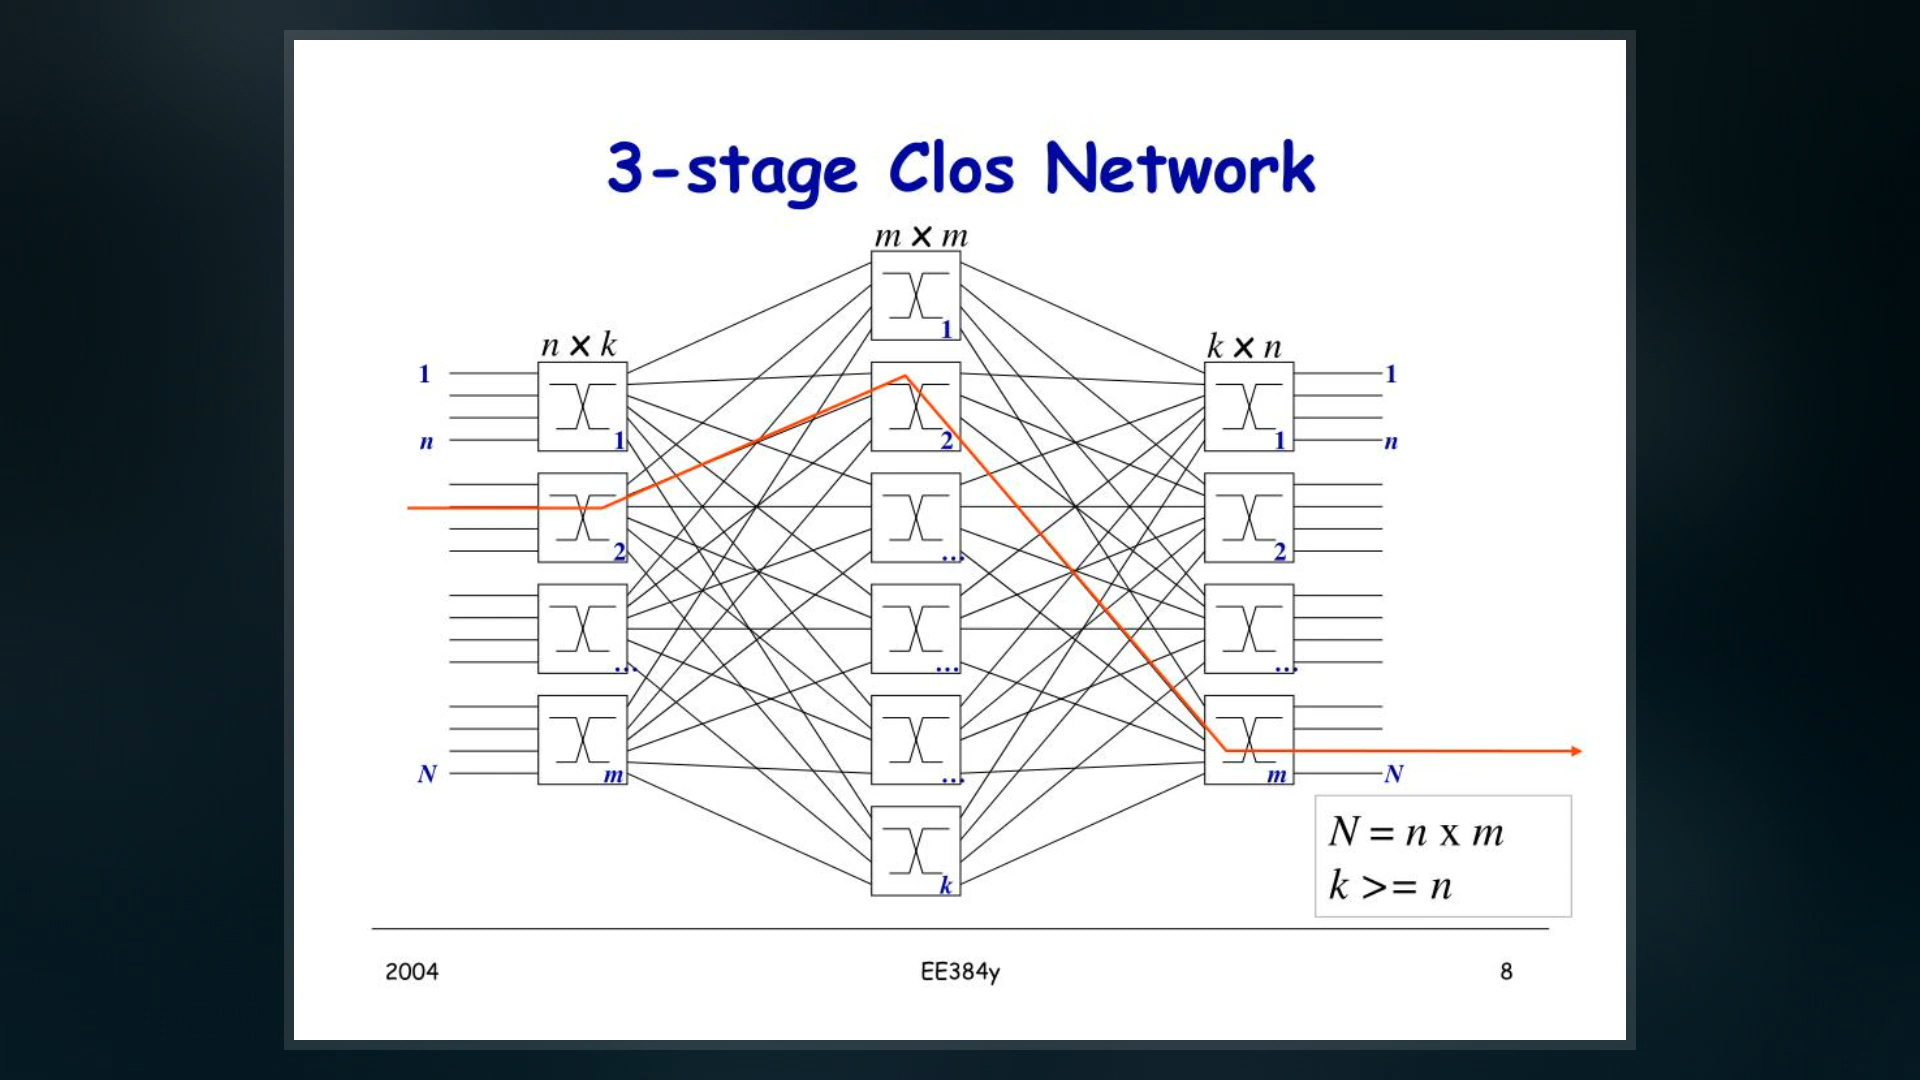 3-stage Clos Network
m × m
n × k
k × n
1
n
N
1
2
...
m
1
2
...
...
...
k
1
2
...
m
1
n
N
N = n x m
k >= n
2004
EE384y
8